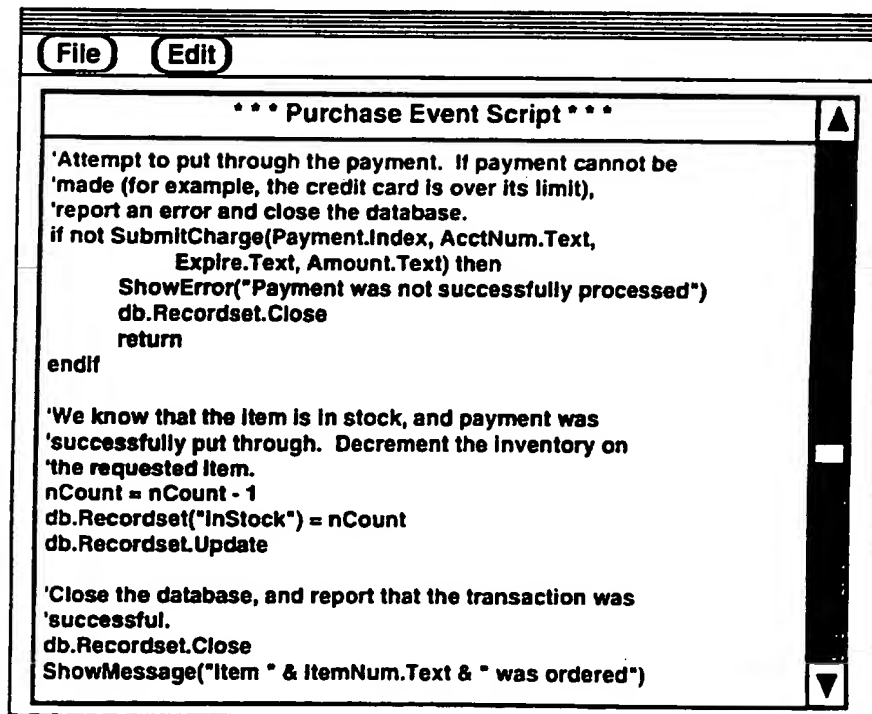 File Edit
* * * Purchase Event Script * * *
'Attempt to put through the payment. If payment cannot be
'made (for example, the credit card is over its limit),
'report an error and close the database.
if not SubmitCharge(Payment.Index, AcctNum.Text,
Expire.Text, Amount.Text) then
ShowError("Payment was not successfully processed")
db.Recordset.Close
return
endif
'We know that the item is in stock, and payment was
'successfully put through. Decrement the inventory on
'the requested item.
nCount = nCount - 1
db.Recordset("InStock") = nCount
db.Recordset.Update
'Close the database, and report that the transaction was
'successful.
db.Recordset.Close
ShowMessage("Item " & ItemNum.Text & " was ordered")